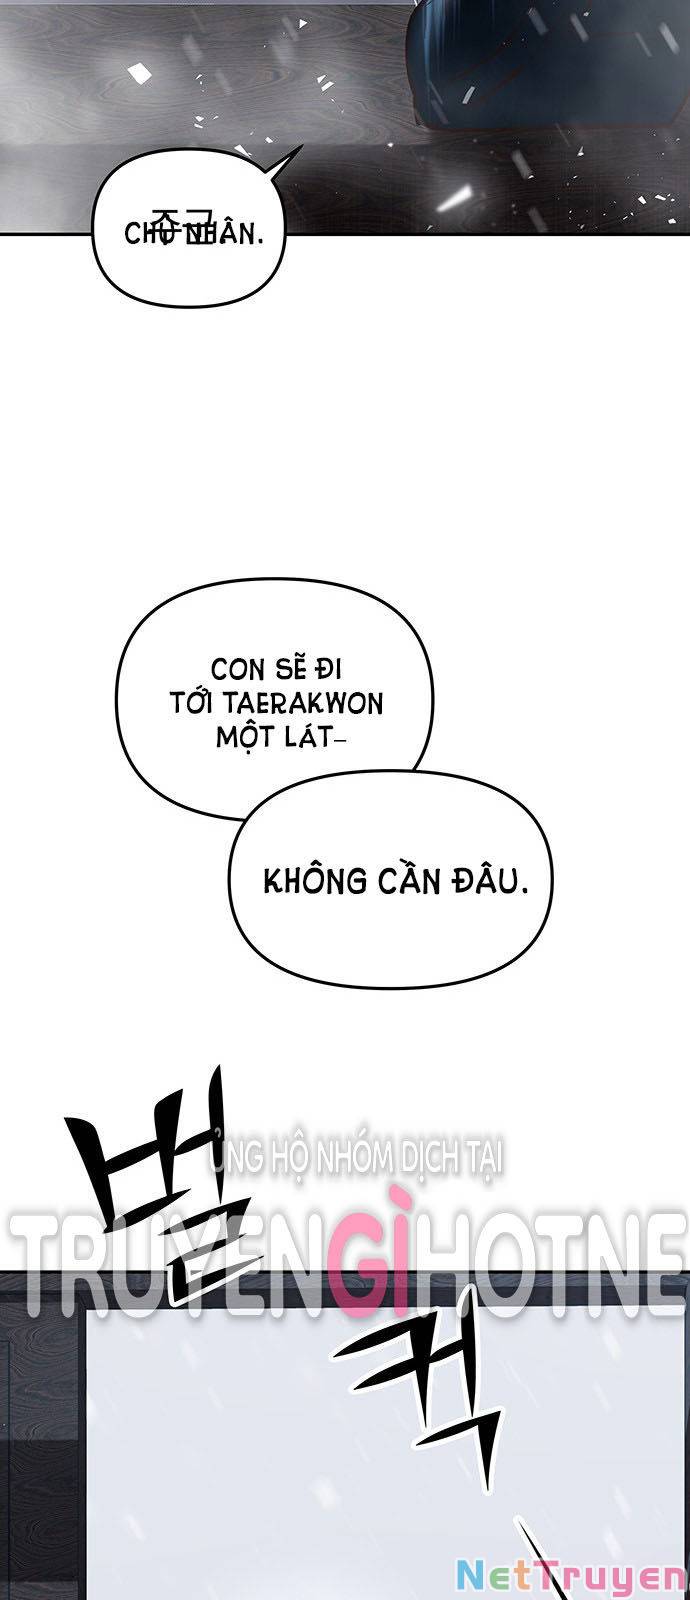 CHỦ NHÂN.
주군.
CON SẼ ĐI
TỚI TAERAKWON
MỘT LÁT-
KHÔNG CẦN ĐÂU.
벌
ỦNG HỘ NHÓM DỊCH TẠI
TRUYENGIHOTNE
컥
NetTruyen